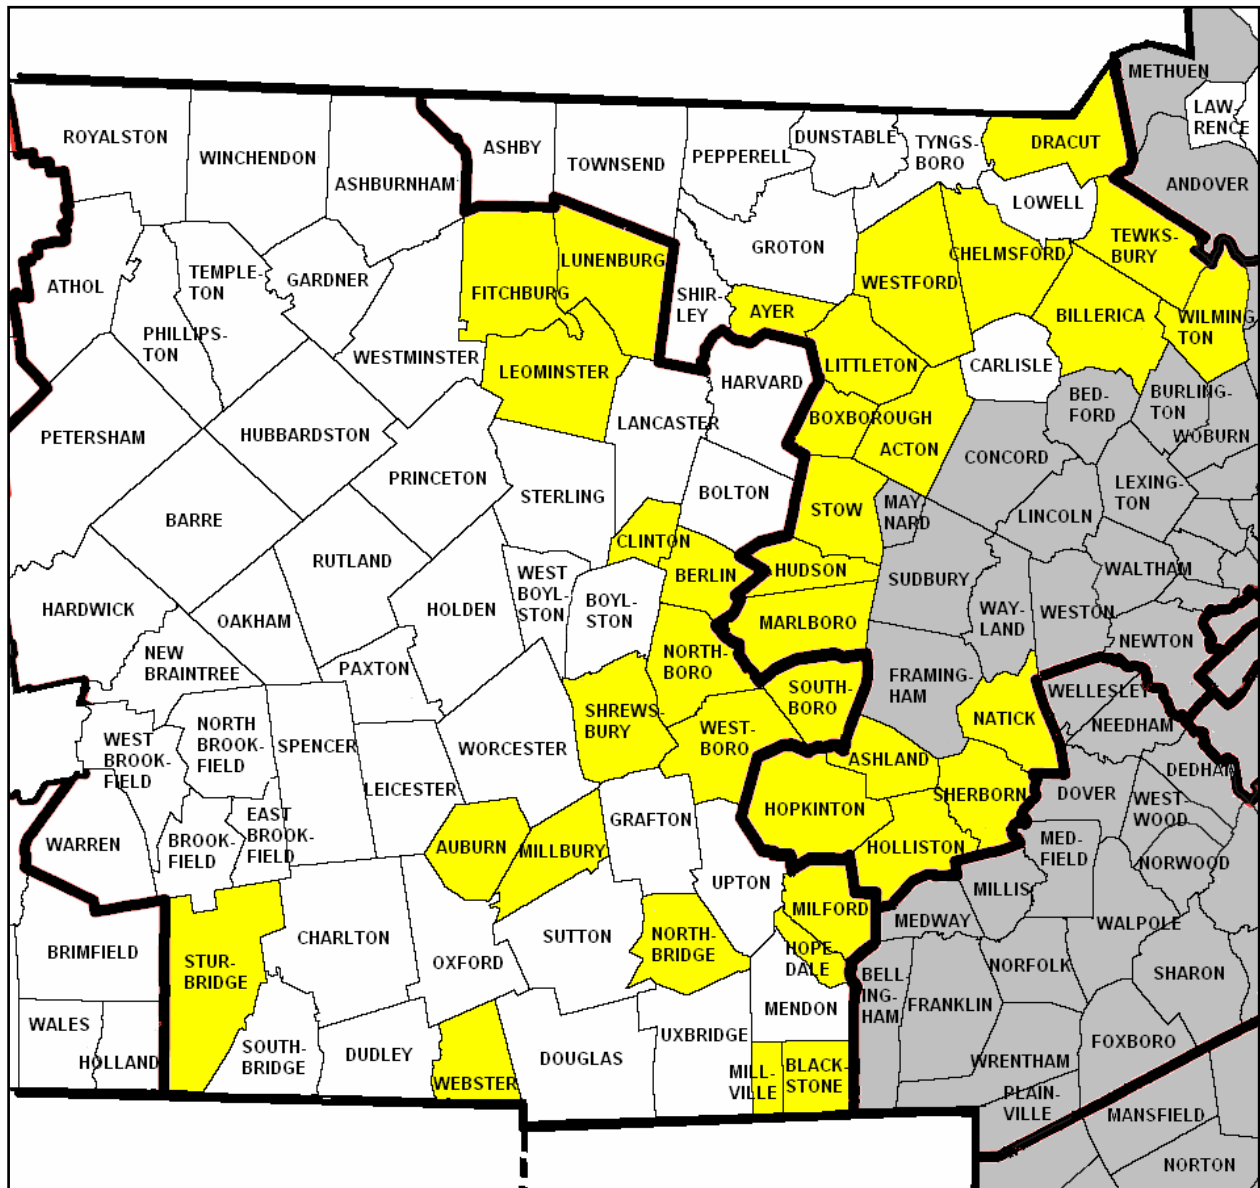 METHUEN
LAW
RENCE
ROYALSTON
WINCHENDON
ASHBURNHAM
ASHBY
TOWNSEND
PEPPERELL
DUNSTABLE
TYNGS-
BORO
DRACUT
ANDOVER
LOWELL
GROTON
CHELMSFORD
TEWKS-
BURY
LUNENBURG
FITCHBURG
WESTFORD
ATHOL
TEMPLE-
TON
GARDNER
SHIR-
LEY
AYER
BILLERICA
WILMING
TON
PHILLIPS-
TON
WESTMINSTER
LEOMINSTER
HARVARD
LITTLETON
CARLISLE
BED-
FORD
BURLING-
TON
WOBURN
PETERSHAM
HUBBARDSTON
LANCASTER
BOXBOROUGH
ACTON
CONCORD
PRINCETON
STERLING
BOLTON
LEXING-
TON
BARRE
STOW
MAY
NARD
LINCOLN
RUTLAND
CLINTON
BERLIN
HUDSON
SUDBURY
WALTHAM
WEST
BOYL-
STON
HARDWICK
OAKHAM
HOLDEN
BOYL-
STON
MARLBORO
WAY-
LAND
WESTON
NEWTON
NEW
BRAINTREE
PAXTON
NORTH-
BORO
SOUTH-
BORO
FRAMING-
HAM
WELLESLEY
NATICK
NEEDHAM
WEST
BROOK-
FIELD
NORTH
BROOK-
FIELD
SPENCER
WORCESTER
SHREWS-
BURY
WEST-
BORO
ASHLAND
DEDHAM
LEICESTER
HOPKINTON
SHERBORN
DOVER
WEST-
WOOD
WARREN
BROOK-
FIELD
EAST
BROOK-
FIELD
AUBURN
MILLBURY
GRAFTON
HOLLISTON
MED-
FIELD
NORWOOD
UPTON
MILFORD
MEDWAY
MILLIS
WALPOLE
BRIMFIELD
STUR-
BRIDGE
CHARLTON
OXFORD
SUTTON
NORTH-
BRIDGE
HOPE
DALE
BELL-
ING-
HAM
NORFOLK
SHARON
FRANKLIN
WALES
HOLLAND
SOUTH-
BRIDGE
DUDLEY
WEBSTER
DOUGLAS
UXBRIDGE
MENDON
MILL-
VILLE
BLACK-
STONE
WRENTHAM
FOXBORO
PLAIN-
VILLE
MANSFIELD
NORTON